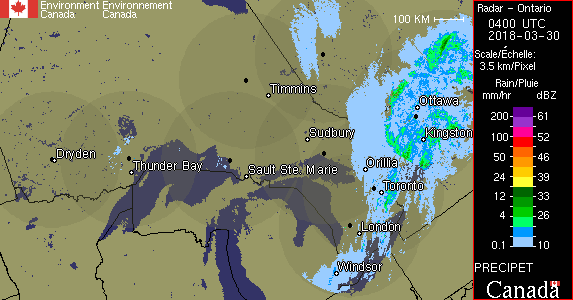 Environment Environnement
Canada Canada
100 KM
Timmins
Ottawa
Sudbury
Kingston
Dryden
Thunder Bay
Sault Ste. Marie
Orillia
Toronto
London
Windsor
Radar - Ontario
0400 UTC
2018-03-30
Scale/Échelle:
3.5 km/Pixel
Rain/Pluie
mm/hr dBZ
200 61
100 52
50 46
24 39
12 33
4 26
1 20
0.1 10
PRECIPET
Canada